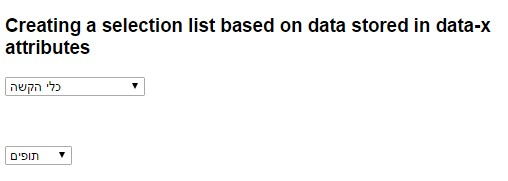 Creating a selection list based on data stored in data-x
attributes
כלי הקשה
תופים